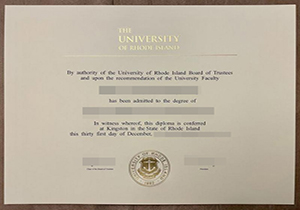 THE
UNIVERSITY
OF RHODE ISLAND
By authority of the University of Rhode Island Board of Trustees
and upon the recommendation of the University Faculty
has been admitted to the degree of
In witness whereof, this diploma is conferred
at Kingston in the State of Rhode Island
this thirty first day of December,
1892